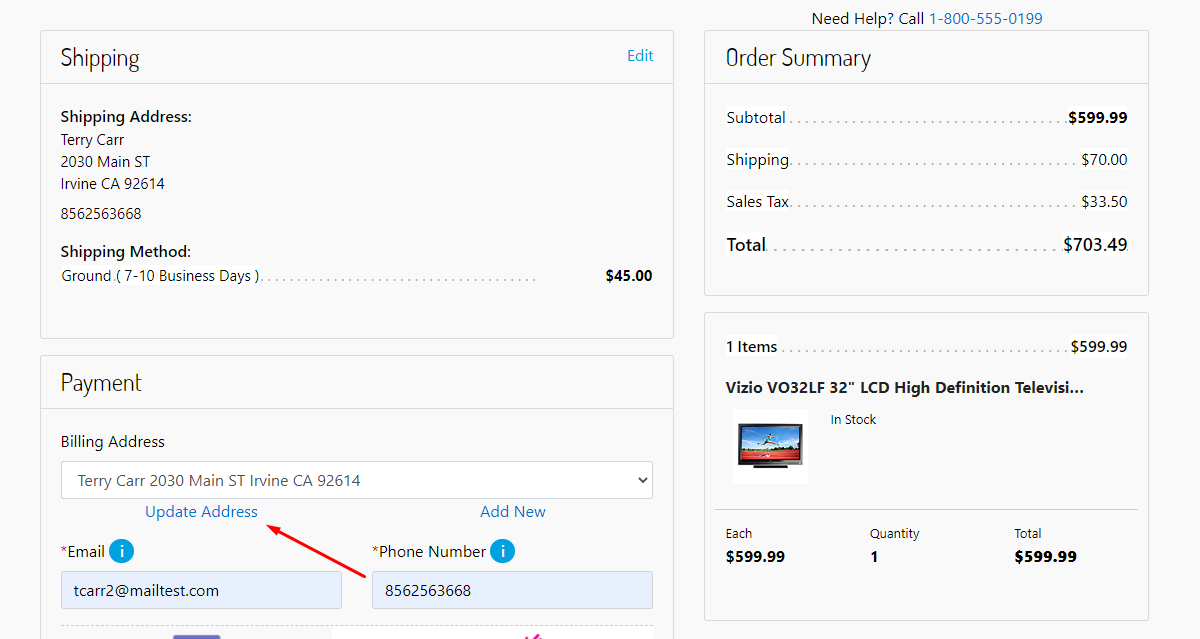 Need Help? Call 1-800-555-0199
Shipping
Edit
Shipping Address:
Terry Carr
2030 Main ST
Irvine CA 92614
8562563668
Shipping Method:
Ground ( 7-10 Business Days ) $45.00
Payment
Billing Address
Terry Carr 2030 Main ST Irvine CA 92614
Update Address
Add New
*Email i
*Phone Number i
tcarr2@mailtest.com
8562563668
Order Summary
Subtotal $599.99
Shipping $70.00
Sales Tax $33.50
Total $703.49
1 Items $599.99
Vizio VO32LF 32" LCD High Definition Televisi...
In Stock
Each Quantity Total
$599.99 1 $599.99